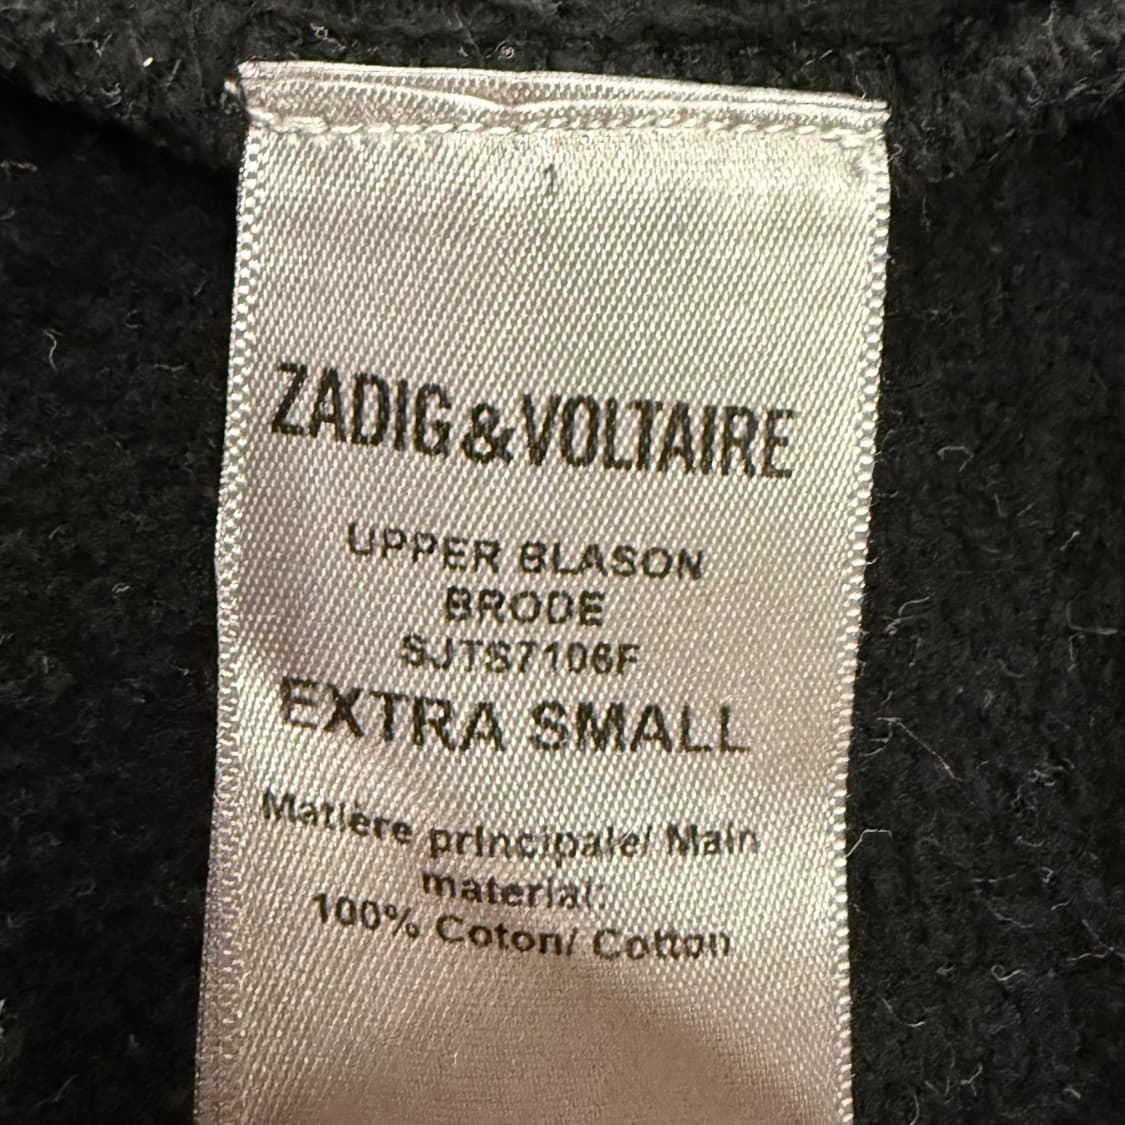 ZADIG&VOLTAIRE
UPPER BLASON
BRODE
SJTS7106F
EXTRA SMALL
Matière principale/ Main
material:
100% Coton/ Cotton